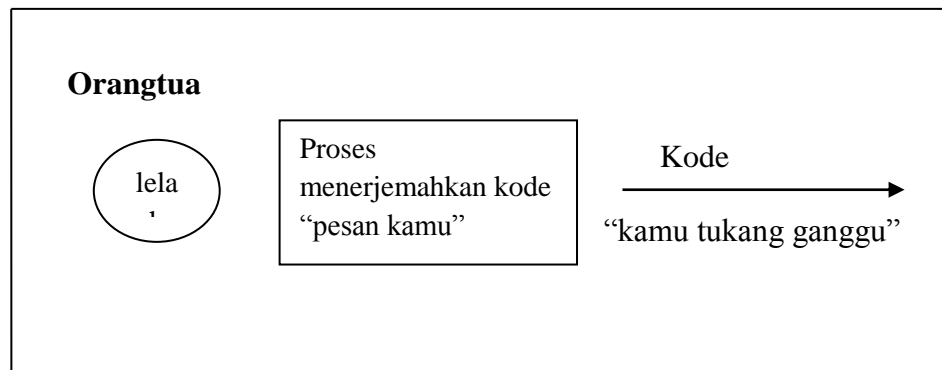 Orangtua
lela
Proses
menerjemahkan kode
“pesan kamu”
Kode
“kamu tukang ganggu”